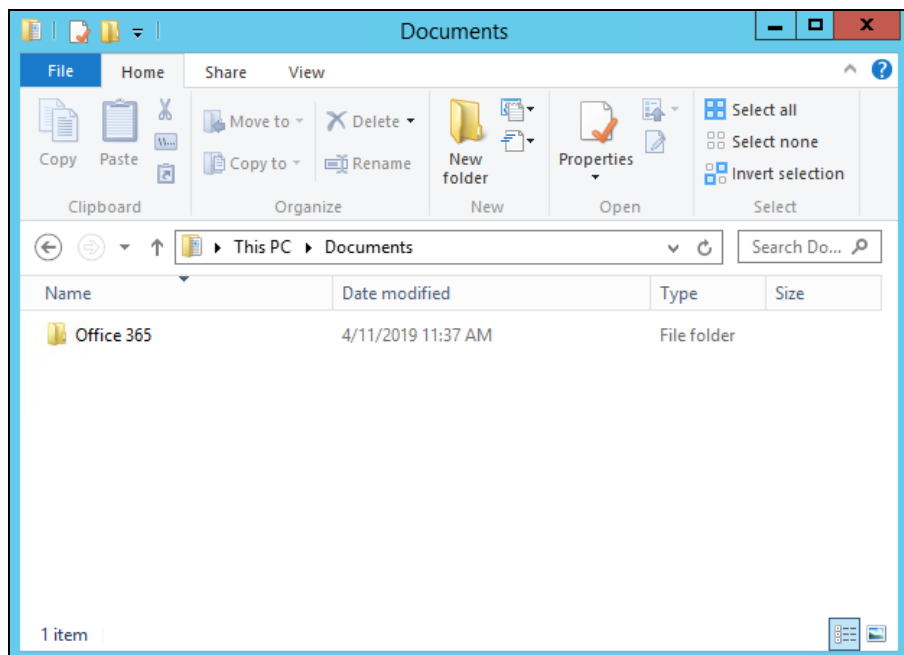 Documents
File Home Share View
Copy Paste Move to Copy to Delete Rename New folder Properties Select all Select none Invert selection
Clipboard Organize New Open Select
This PC Documents Search Do...
Name Date modified Type Size
Office 365 4/11/2019 11:37 AM File folder
1 item